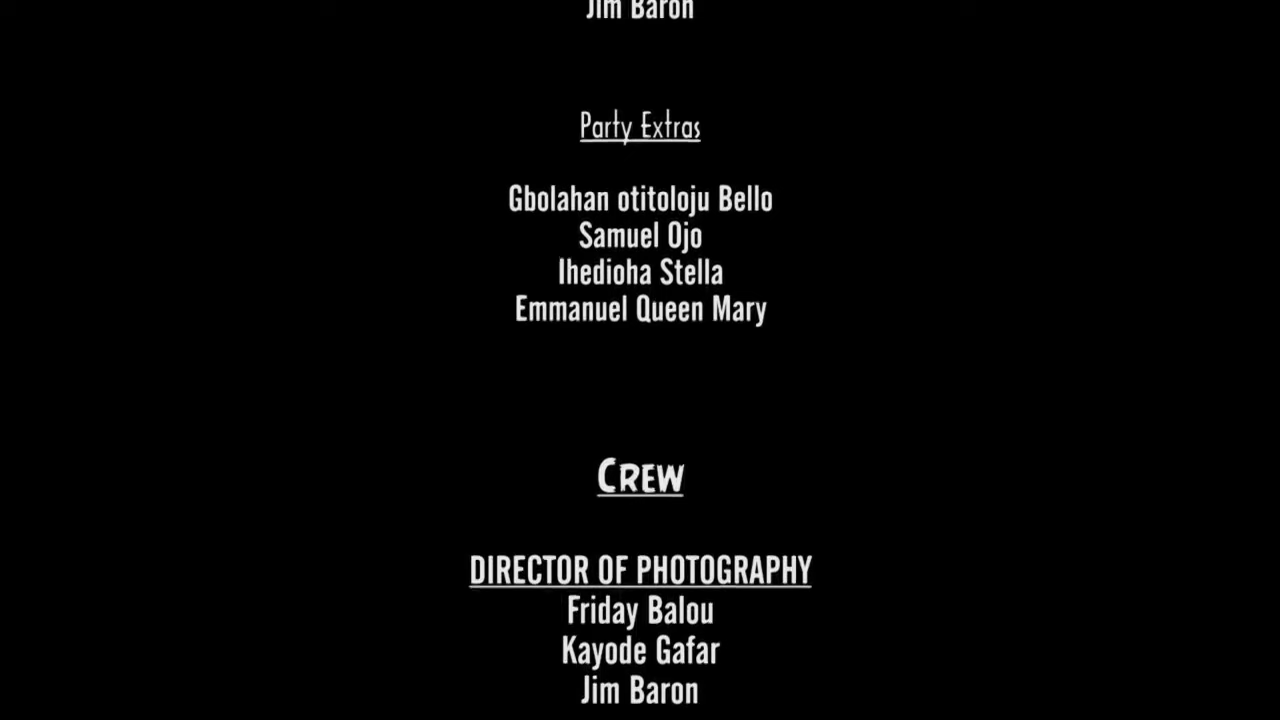 Jim Baron
Party Extras
Gbolahan otitoloju Bello
Samuel Ojo
Ihedioha Stella
Emmanuel Queen Mary
CREW
DIRECTOR OF PHOTOGRAPHY
Friday Balou
Kayode Gafar
Jim Baron